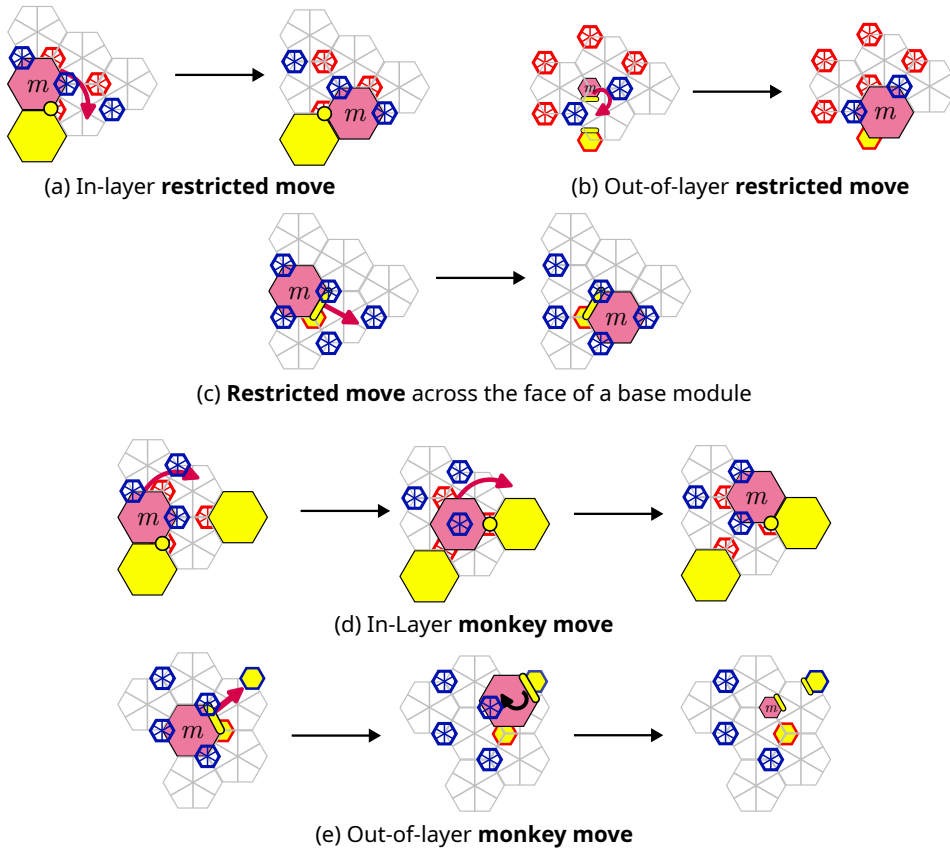 m
m
m
m
(a) In-layer restricted move
(b) Out-of-layer restricted move
m
m
(c) Restricted move across the face of a base module
m
m
(d) In-Layer monkey move
m
m
(e) Out-of-layer monkey move